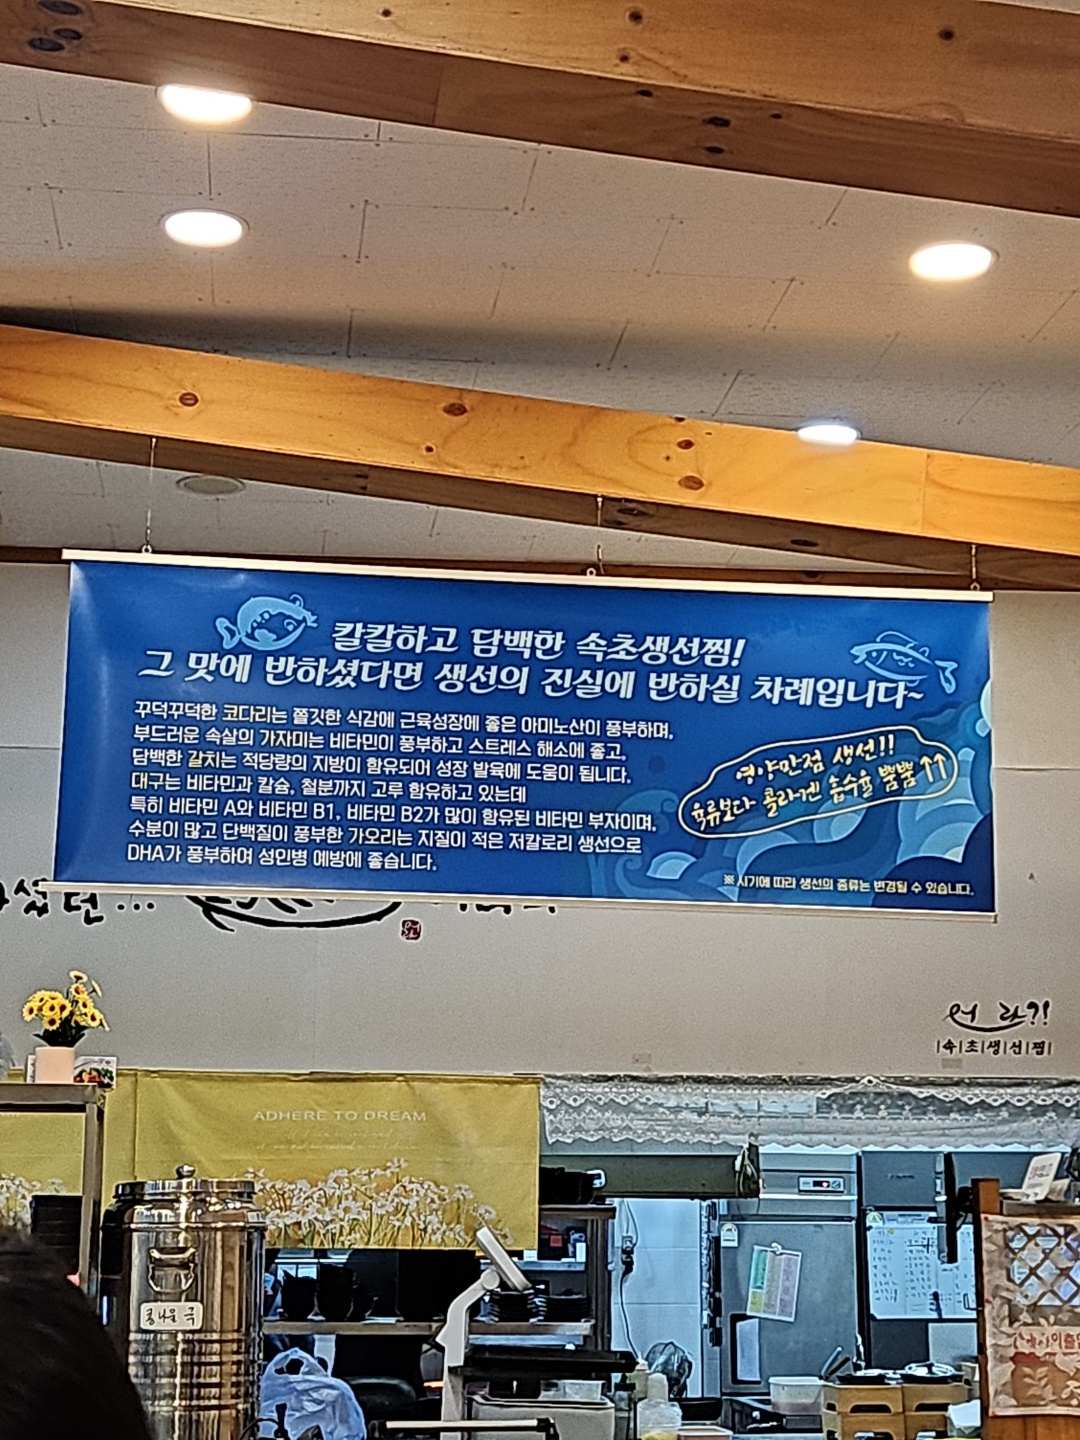 칼칼하고 담백한 속초생선찜!
그 맛에 반하셨다면 생선의 진실에 반하실 차례입니다~
꾸덕꾸덕한 코다리는 쫄깃한 식감에 근육성장에 좋은 아미노산이 풍부하며,
부드러운 속살의 가자미는 비타민이 풍부하고 스트레스 해소에 좋고,
담백한 갈치는 적당량의 지방이 함유되어 성장 발육에 도움이 됩니다.
대구는 비타민과 칼슘, 철분까지 고루 함유하고 있는데
특히 비타민 A와 비타민 B1, 비타민 B2가 많이 함유된 비타민 부자이며,
수분이 많고 단백질이 풍부한 가오리는 지질이 적은 저칼로리 생선으로
DHA가 풍부하여 성인병 예방에 좋습니다.
영양만점 생선!!
육류보다 콜라겐 흡수율 뿜뿜↑↑
※ 시기에 따라 생선의 종류는 변경될 수 있습니다.
어라?!
속초생선찜
ADHERE TO DREAM
콩나물 국